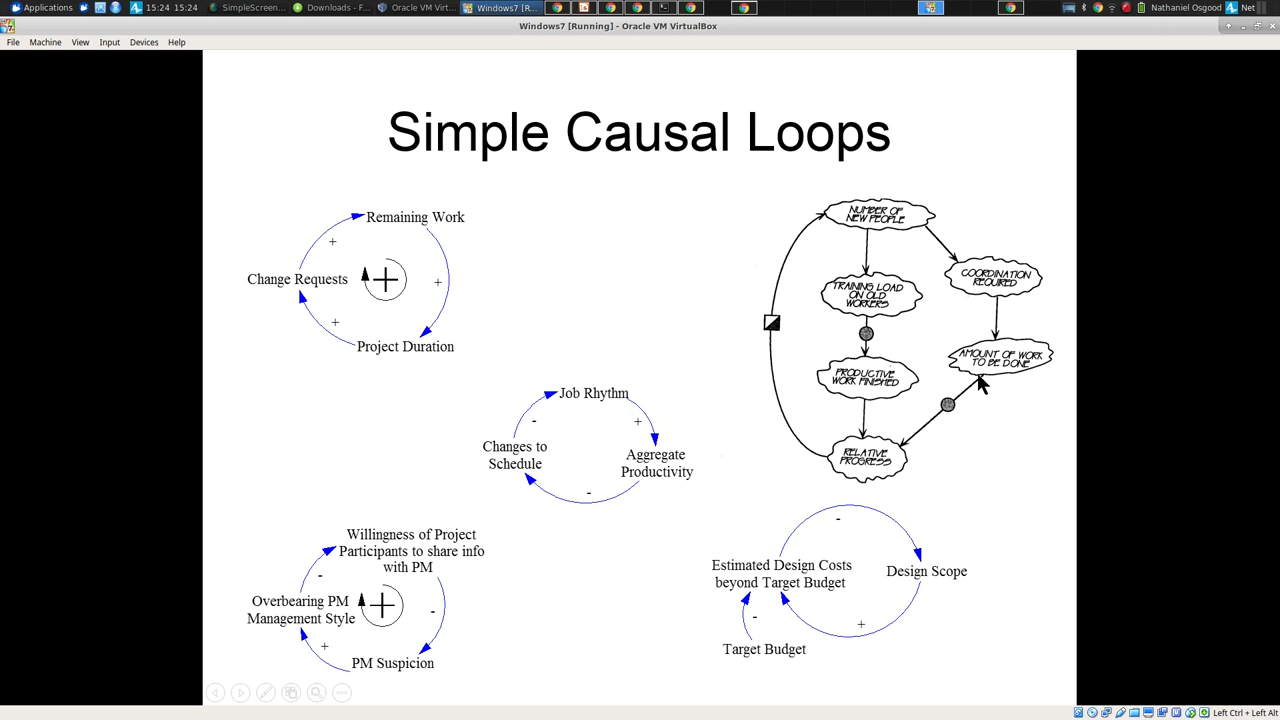 Applications
15:24 15:24
SimpleScreen...
Downloads - F...
Oracle VM Virt...
Windows7 [R...
Nathaniel Osgood
Net
Windows7 [Running] - Oracle VM VirtualBox
File Machine View Input Devices Help
Simple Causal Loops
Remaining Work
+
+
Change Requests
+
+
Project Duration
NUMBER OF
NEW PEOPLE
TRAINING LOAD
ON OLD
WORKERS
COORDINATION
REQUIRED
PRODUCTIVE
WORK FINISHED
AMOUNT OF WORK
TO BE DONE
RELATIVE
PROGRESS
Job Rhythm
-
+
Changes to
Schedule
Aggregate
Productivity
-
Willingness of Project
Participants to share info
with PM
-
Overbearing PM
Management Style
+
-
+
PM Suspicion
-
Estimated Design Costs
beyond Target Budget
Design Scope
-
+
Target Budget
Left Ctrl + Left Alt